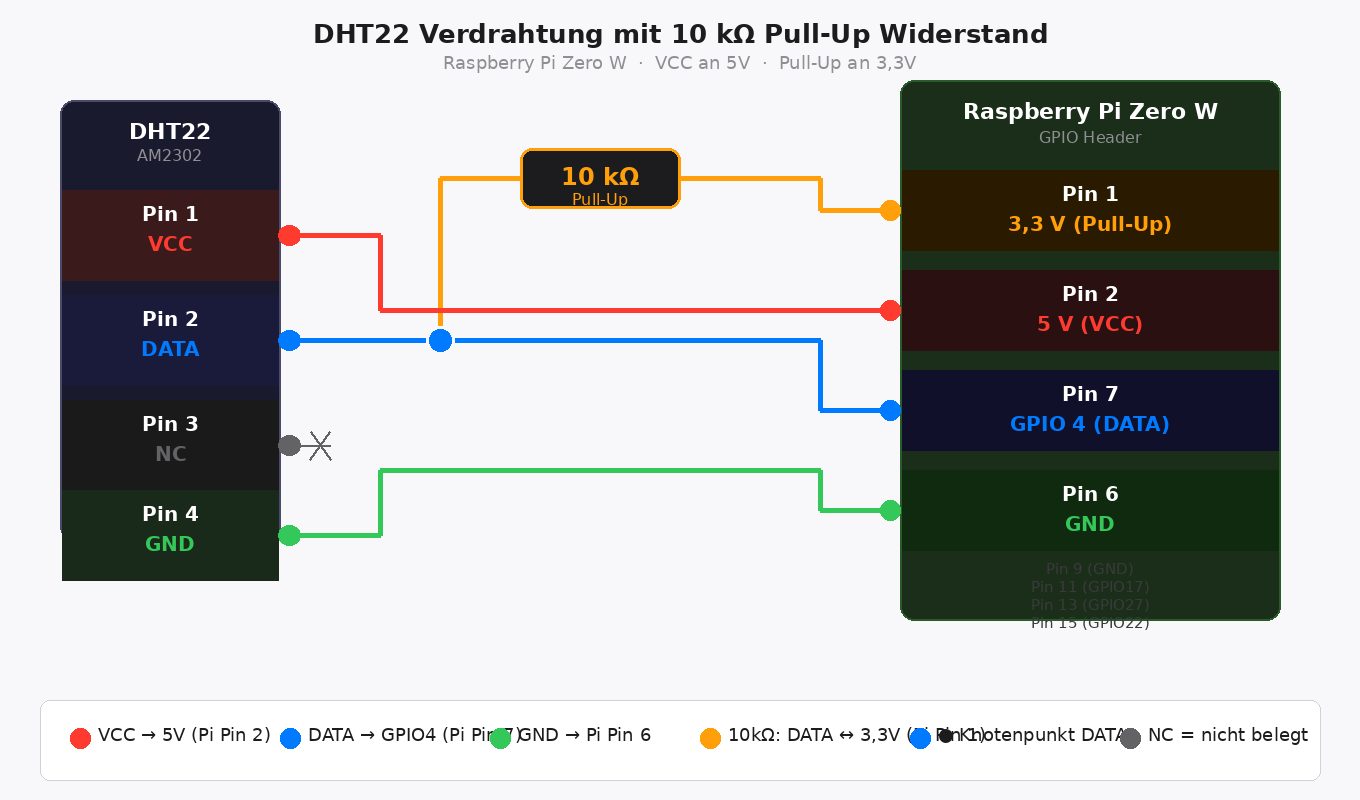 DHT22 Verdrahtung mit 10 kΩ Pull-Up Widerstand
Raspberry Pi Zero W · VCC an 5V · Pull-Up an 3,3V
DHT22
AM2302
Pin 1
VCC
Pin 2
DATA
Pin 3
NC
Pin 4
GND
10 kΩ
Pull-Up
Raspberry Pi Zero W
GPIO Header
Pin 1
3,3 V (Pull-Up)
Pin 2
5 V (VCC)
Pin 7
GPIO 4 (DATA)
Pin 6
GND
Pin 9 (GND)
Pin 11 (GPIO17)
Pin 13 (GPIO27)
Pin 15 (GPIO22)
VCC → 5V (Pi Pin 2)
DATA → GPIO4 (Pi Pin 7)
GND → Pi Pin 6
10kΩ: DATA ↔ 3,3V (Pi Pin 1)
● Knotenpunkt DATA
NC = nicht belegt